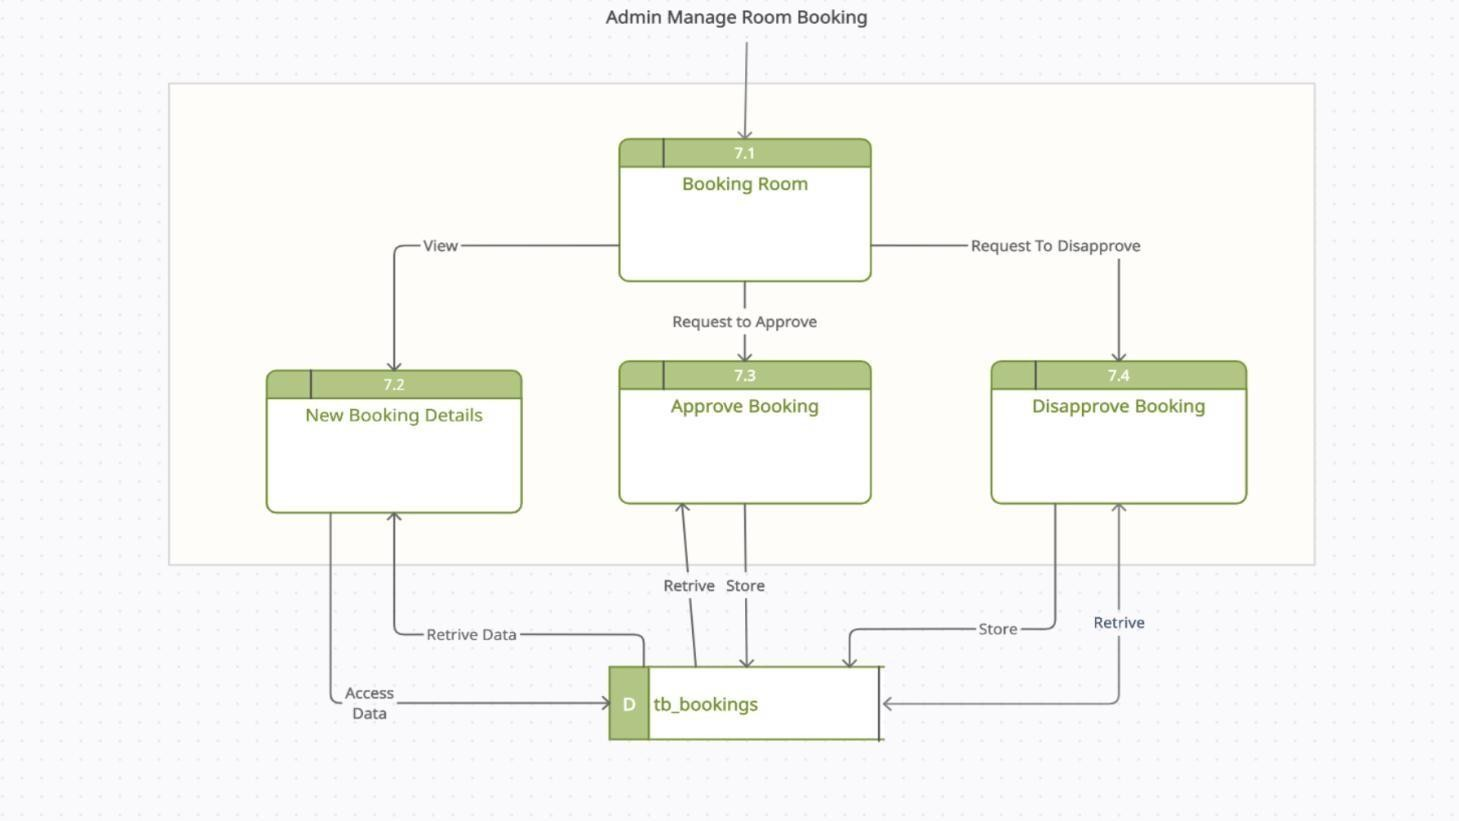 Admin Manage Room Booking
7.1
Booking Room
View
Request To Disapprove
Request to Approve
7.2
New Booking Details
7.3
Approve Booking
7.4
Disapprove Booking
Retrive
Store
Retrive Data
Store
Retrive
Access
Data
D
tb_bookings